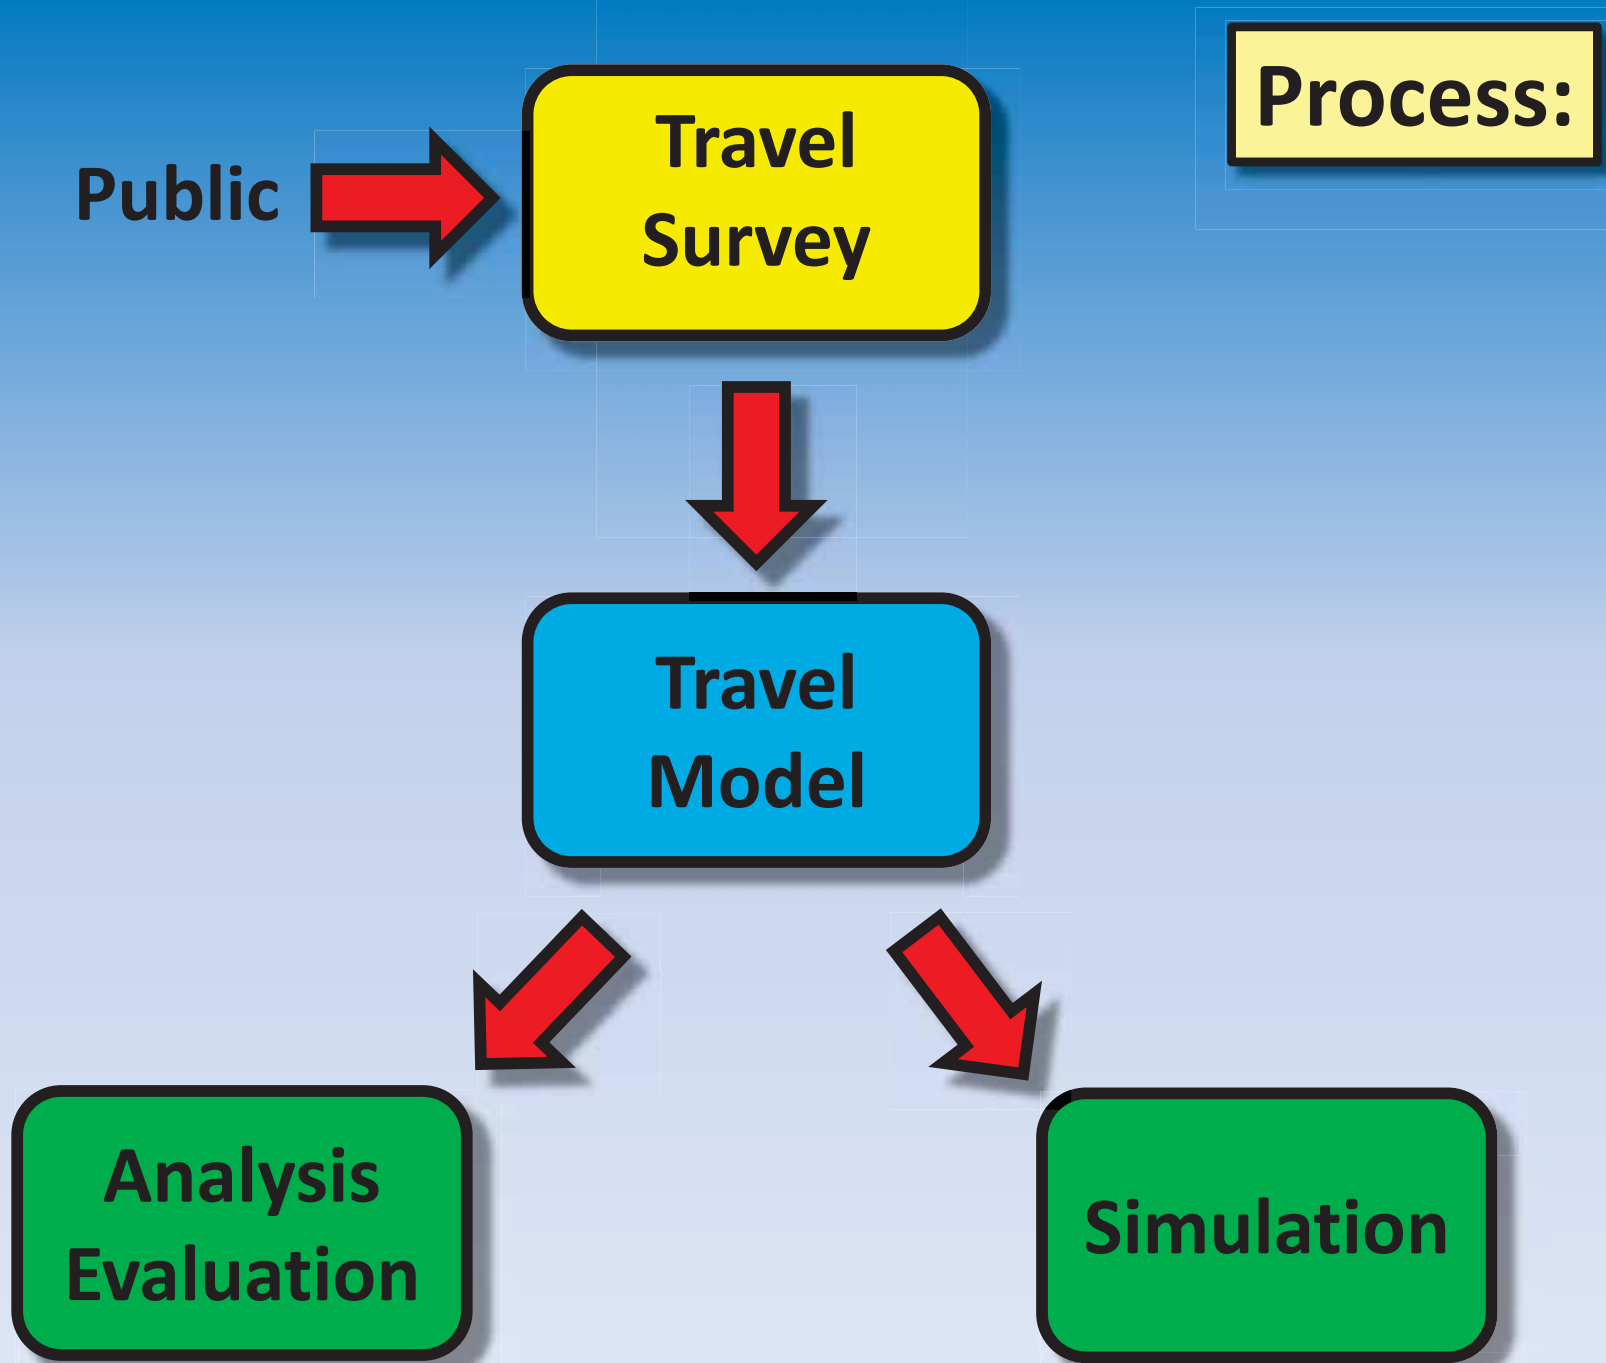 Process:
Public
Travel
Survey
Travel
Model
Analysis
Evaluation
Simulation